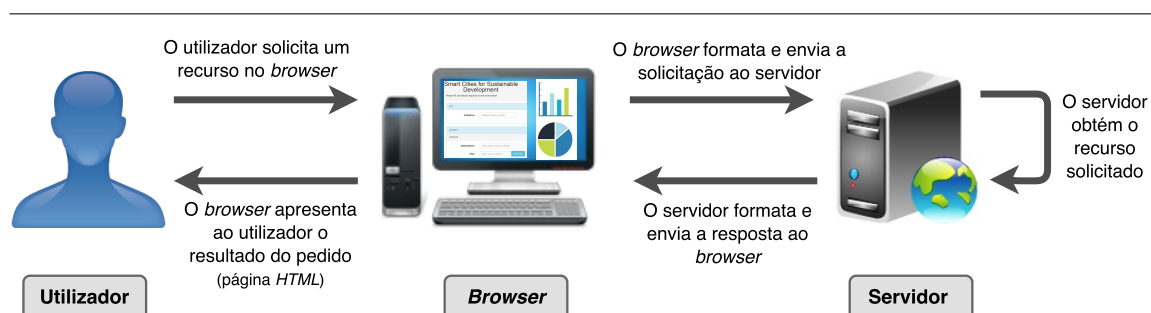 O utilizador solicita um
recurso no browser
O browser formata e envia a
solicitação ao servidor
Smart Cities for Sustainable
Development
O servidor
obtém o
recurso
solicitado
O browser apresenta
ao utilizador o
resultado do pedido
(página HTML)
O servidor formata e
envia a resposta ao
browser
Utilizador
Browser
Servidor